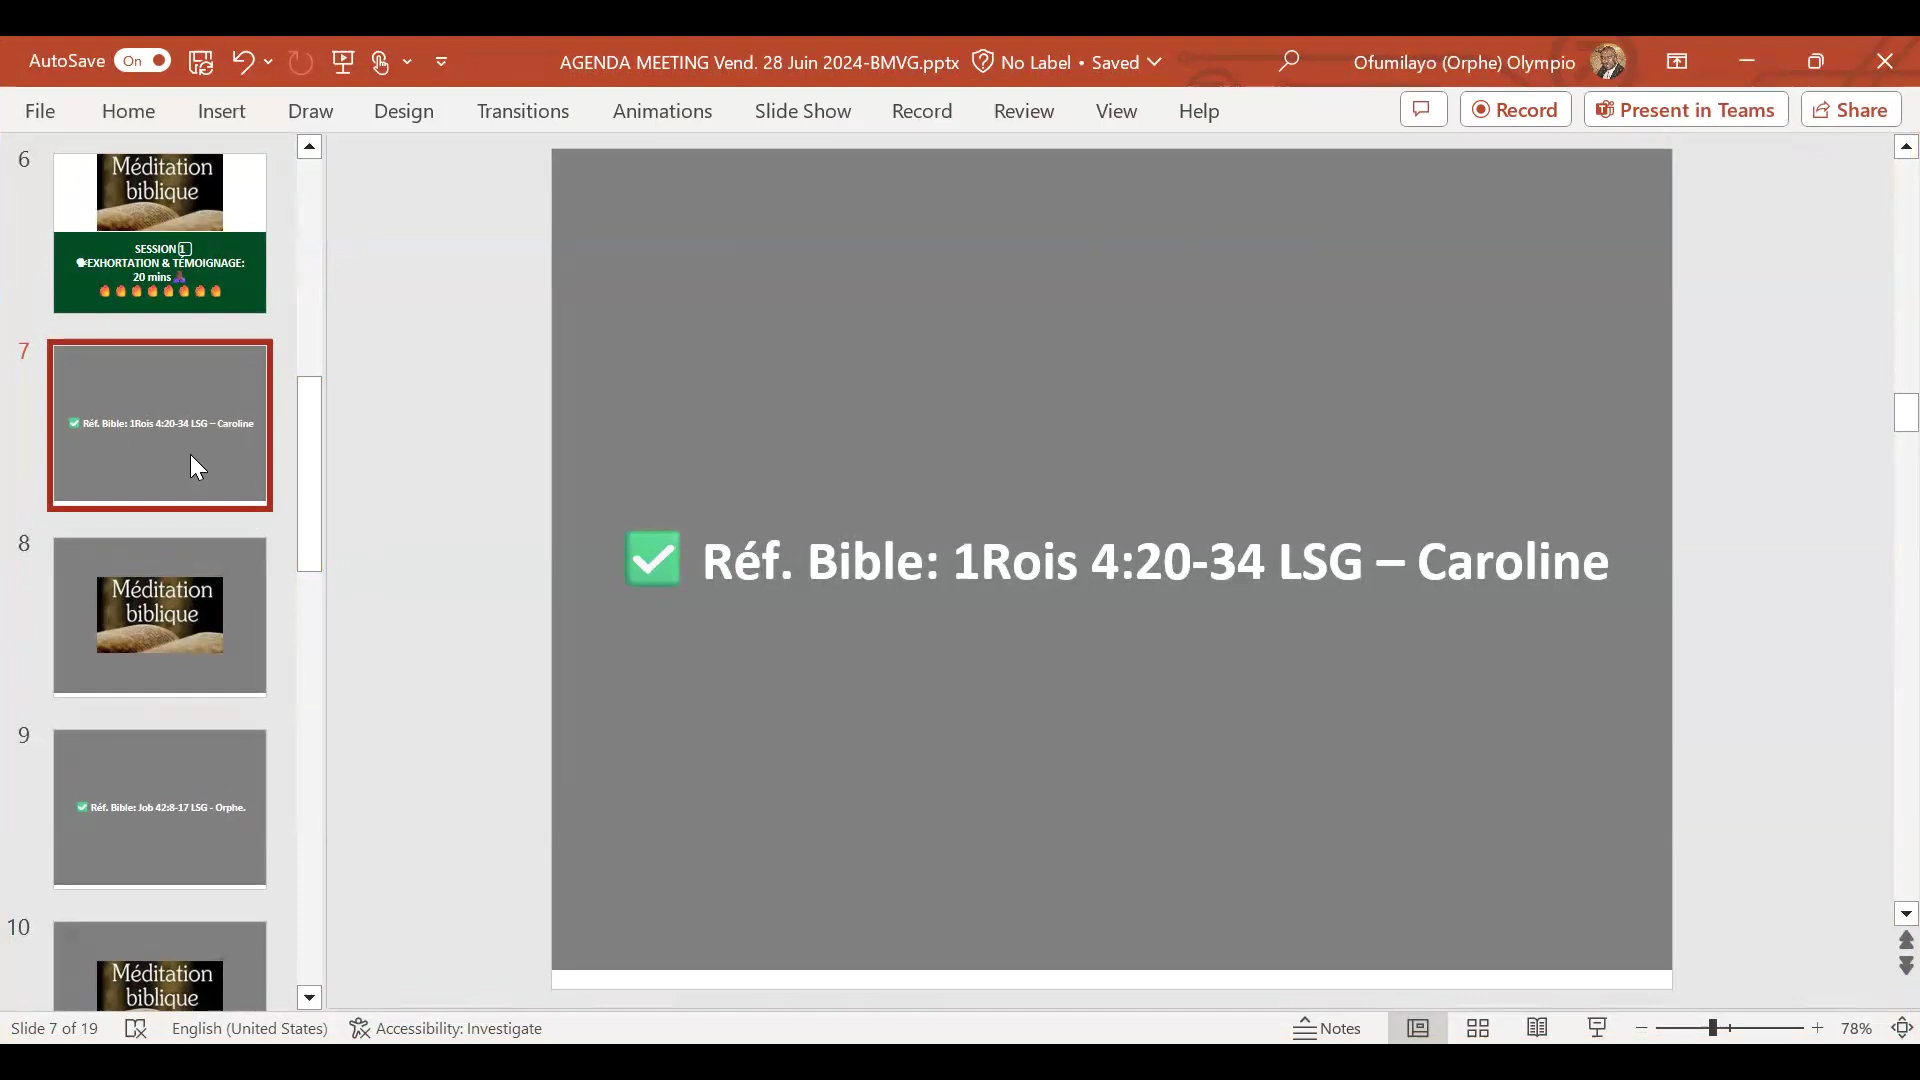 AutoSave On
AGENDA MEETING Vend. 28 Juin 2024-BMVG.pptx
No Label • Saved
Ofumilayo (Orphe) Olympio
File
Home
Insert
Draw
Design
Transitions
Animations
Slide Show
Record
Review
View
Help
Record
Present in Teams
Share
6
Méditation
biblique
SESSION 1
EXHORTATION & TÉMOIGNAGE:
20 mins
7
✅ Réf. Bible: 1Rois 4:20-34 LSG – Caroline
8
Méditation
biblique
9
✅ Réf. Bible: Job 42:8-17 LSG - Orphe.
10
Méditation
biblique
✅ Réf. Bible: 1Rois 4:20-34 LSG – Caroline
Slide 7 of 19
English (United States)
Accessibility: Investigate
Notes
78%